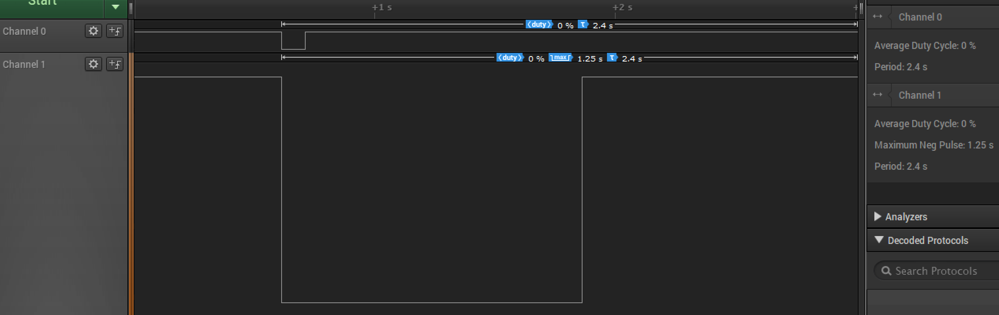 Start
+1 s
+2 s
+
Channel 0
⟨duty⟩ 0 % τ 2.4 s
Channel 1
⟨duty⟩ 0 % max 1.25 s τ 2.4 s
Channel 0
Average Duty Cycle: 0 %
Period: 2.4 s
Channel 1
Average Duty Cycle: 0 %
Maximum Neg Pulse: 1.25 s
Period: 2.4 s
Analyzers
Decoded Protocols
Search Protocols